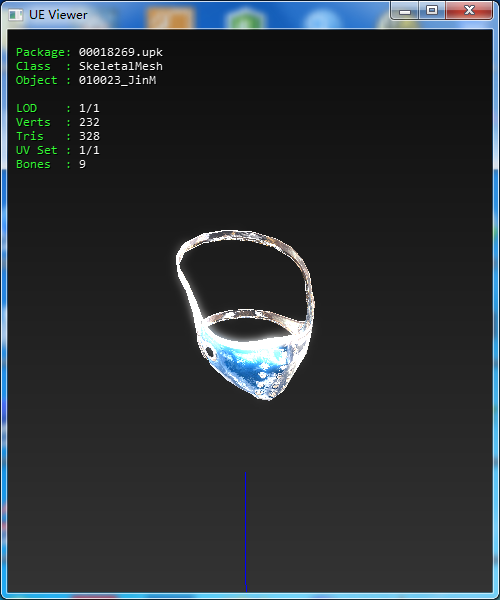 UE Viewer
Package: 00018269.upk
Class : SkeletalMesh
Object : 010023_JinM
LOD : 1/1
Verts : 232
Tris : 328
UV Set : 1/1
Bones : 9